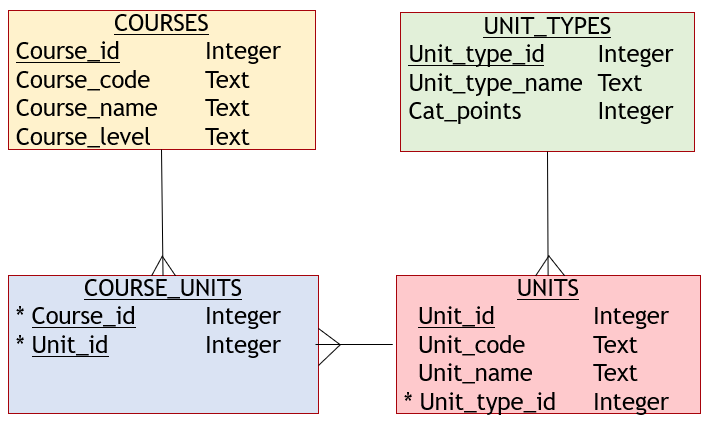 COURSES
Course_id Integer
Course_code Text
Course_name Text
Course_level Text
UNIT_TYPES
Unit_type_id Integer
Unit_type_name Text
Cat_points Integer
COURSE_UNITS
* Course_id Integer
* Unit_id Integer
UNITS
Unit_id Integer
Unit_code Text
Unit_name Text
* Unit_type_id Integer